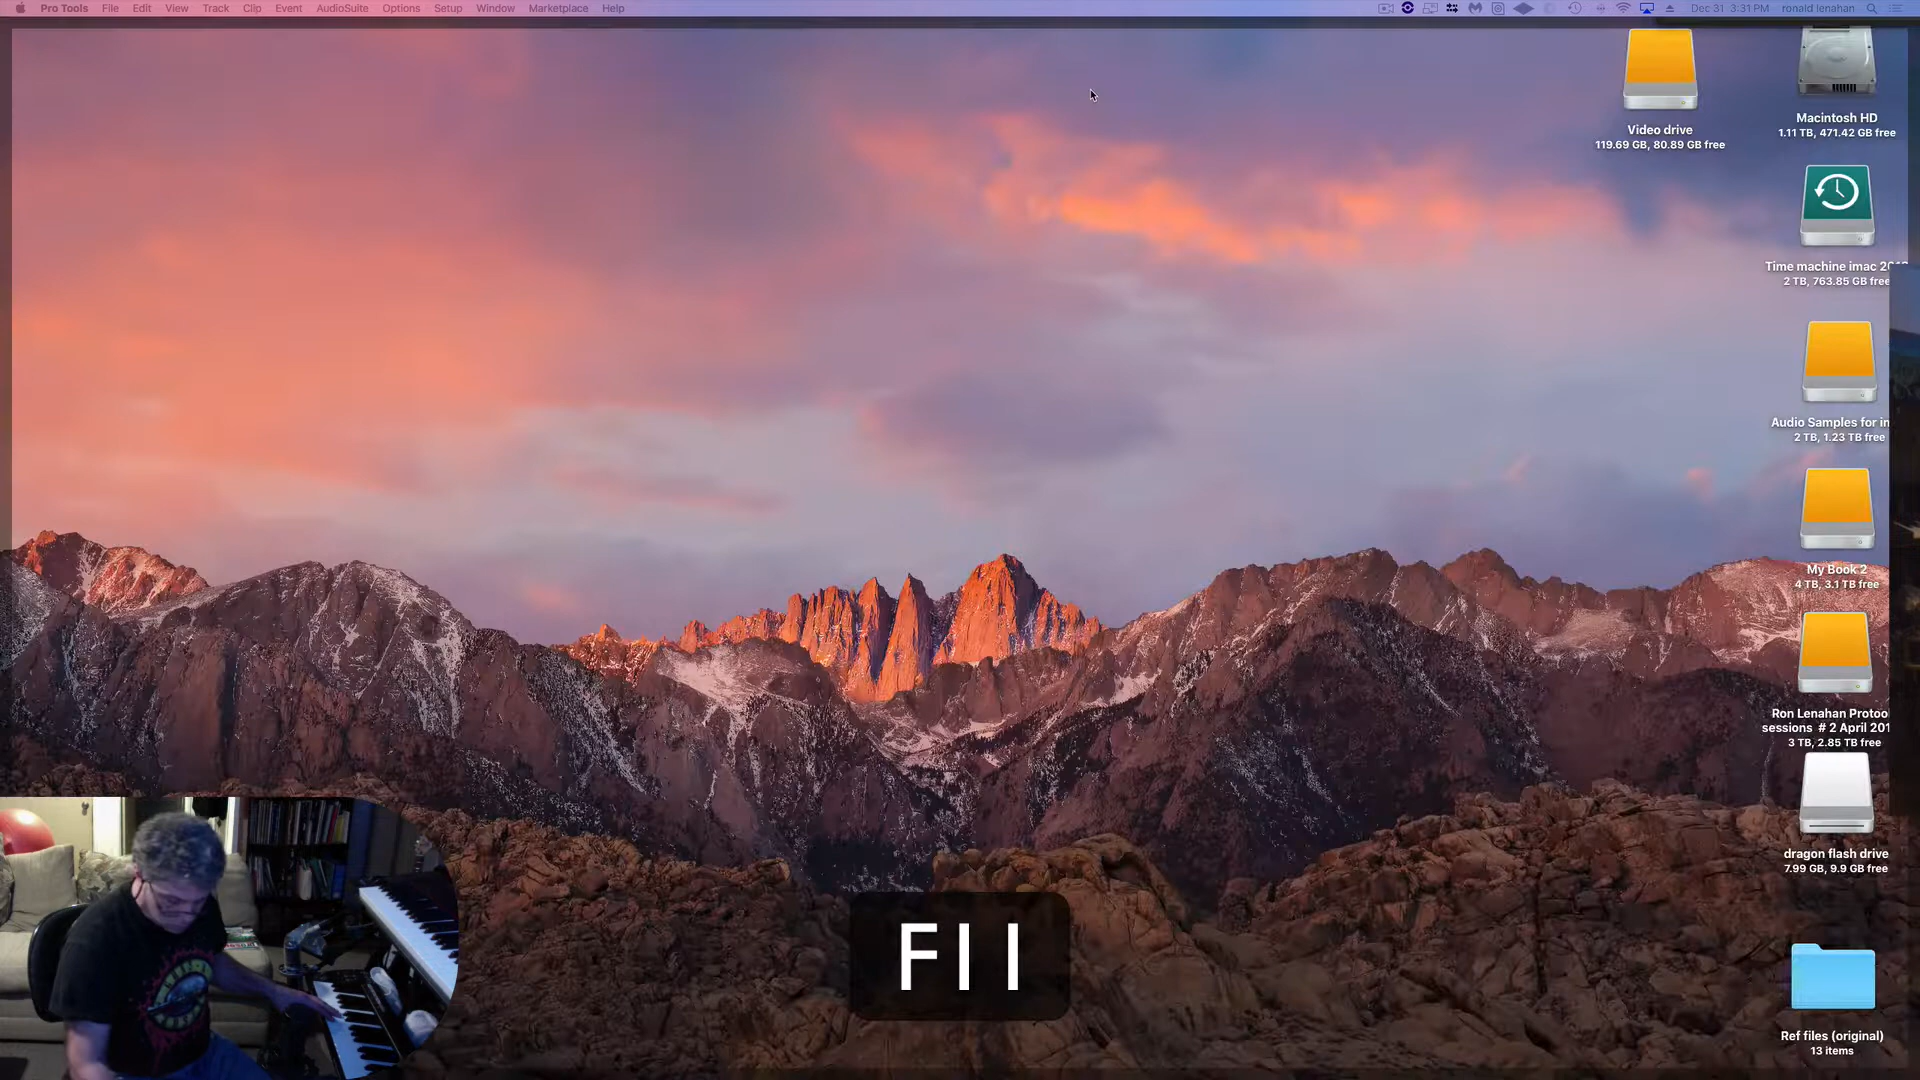 Pro Tools File Edit View Track Clip Event AudioSuite Options Setup Window Marketplace Help Dec 31 3:31 PM ronald lenahan
Video drive
119.69 GB, 80.89 GB free
Macintosh HD
1.11 TB, 471.42 GB free
Time machine imac 20
2 TB, 763.85 GB free
Audio Samples for in
2 TB, 1.23 TB free
My Book 2
4 TB, 3.1 TB free
Ron Lenahan Protool
sessions # 2 April 201
3 TB, 2.85 TB free
dragon flash drive
7.99 GB, 9.9 GB free
Ref files (original)
13 items
F11